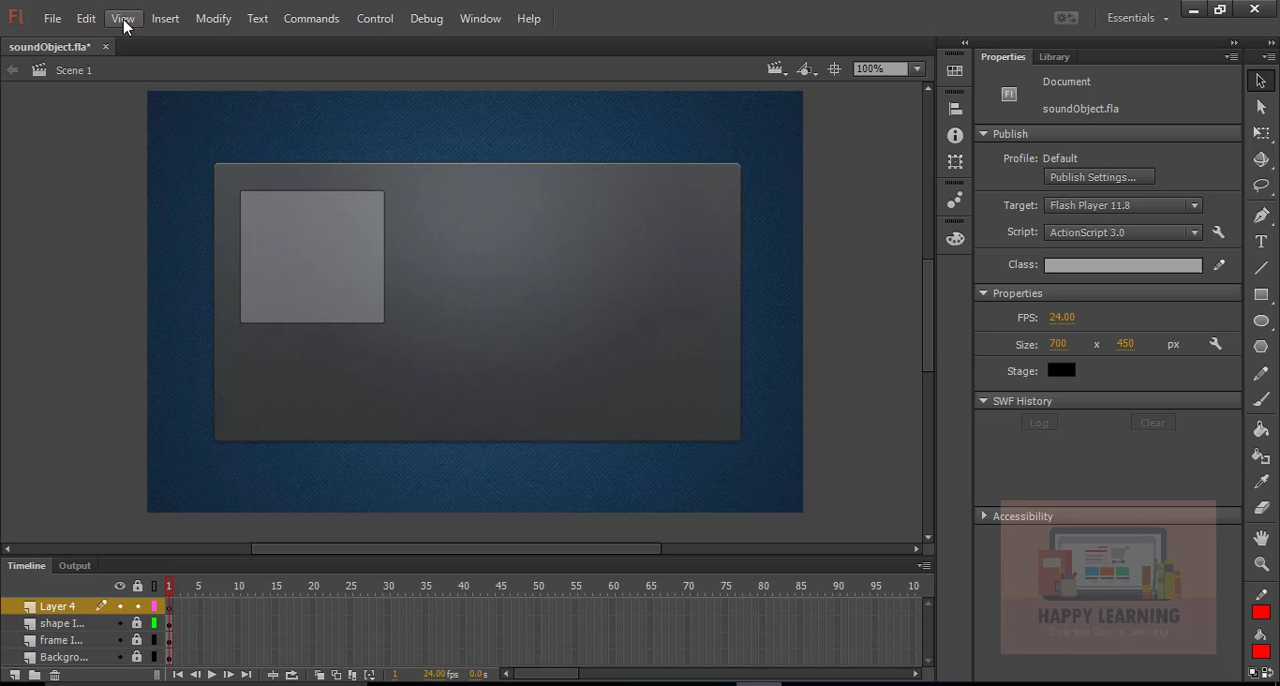 Fl File Edit View Insert Modify Text Commands Control Debug Window Help Essentials
soundObject.fla* ×
Scene 1 100%
Properties Library
Document
Fl soundObject.fla
Publish
Profile: Default
Publish Settings...
Target: Flash Player 11.8
Script: ActionScript 3.0
Class:
Properties
FPS: 24.00
Size: 700 x 450 px
Stage:
SWF History
Log Clear
Accessibility
HAPPY LEARNING
Timeline Output
1 5 10 15 20 25 30 35 40 45 50 55 60 65 70 75 80 85 90 95 10
Layer 4
shape l...
frame l...
Backgro...
1 24.00fps 0.0s